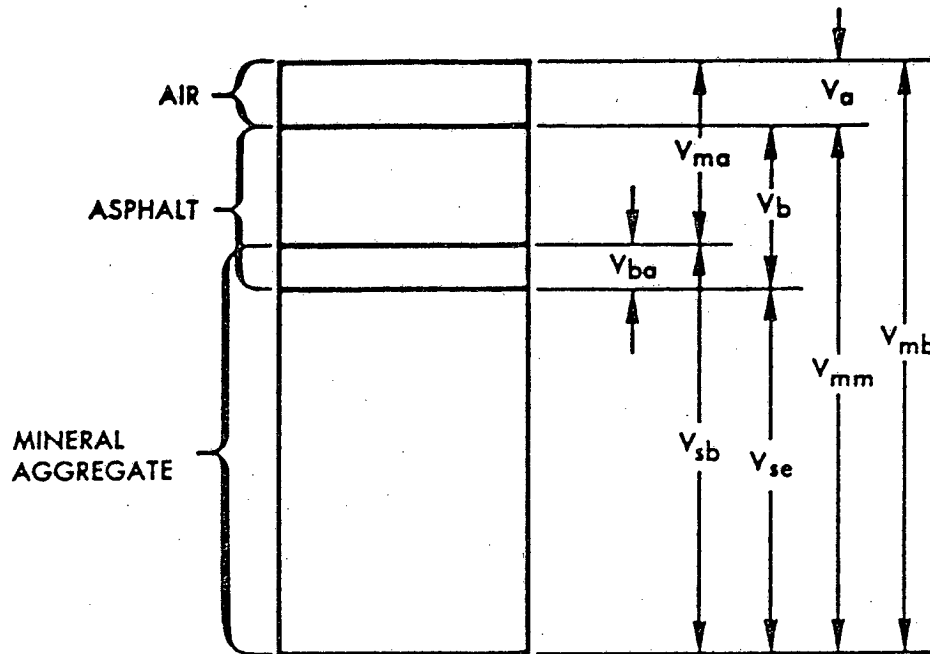 AIR
ASPHALT
MINERAL
AGGREGATE
Va
Vma
Vb
Vba
Vmb
Vmm
Vsb
Vse